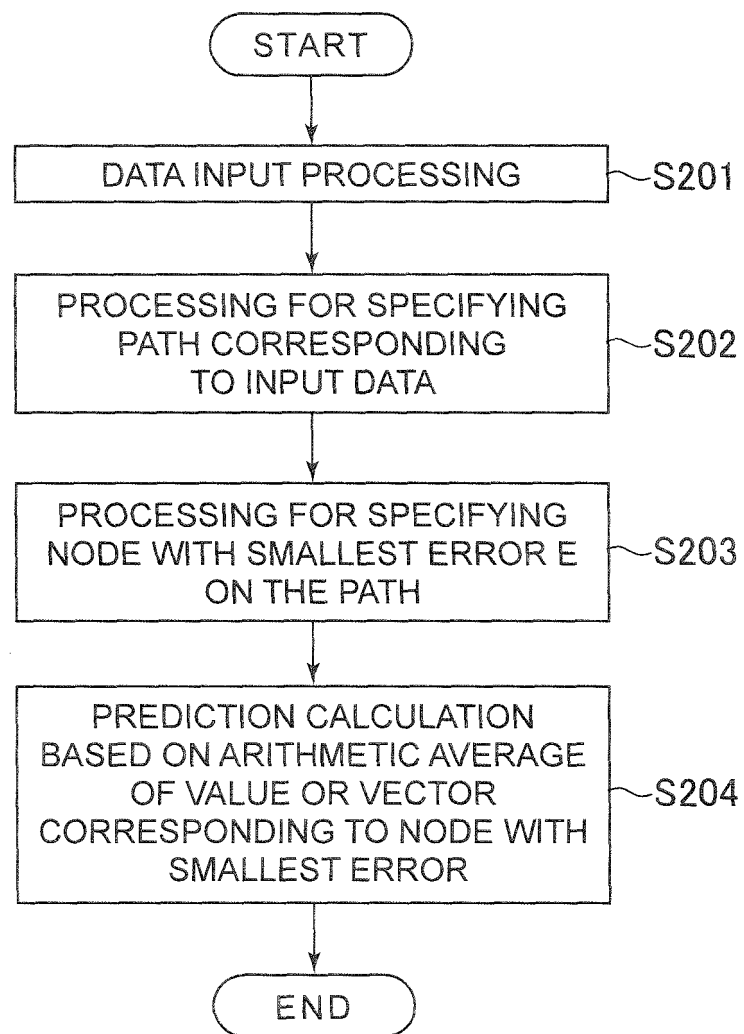 START
DATA INPUT PROCESSING
S201
PROCESSING FOR SPECIFYING
PATH CORRESPONDING
TO INPUT DATA
S202
PROCESSING FOR SPECIFYING
NODE WITH SMALLEST ERROR E
ON THE PATH
S203
PREDICTION CALCULATION
BASED ON ARITHMETIC AVERAGE
OF VALUE OR VECTOR
CORRESPONDING TO NODE WITH
SMALLEST ERROR
S204
END